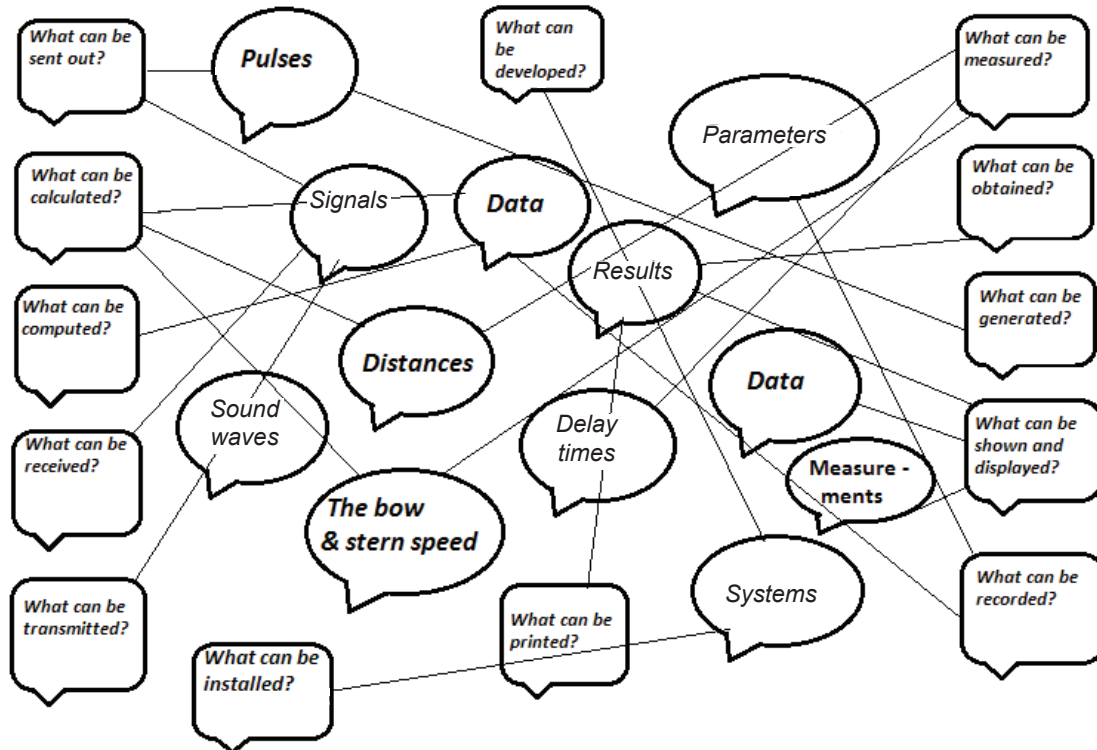 What can be
sent out?
Pulses
What can
be
developed?
What can be
measured?
Parameters
What can be
calculated?
Signals
Data
What can be
obtained?
Results
What can be
computed?
What can be
generated?
Distances
Data
Sound
waves
Delay
times
What can be
received?
What can be
shown and
displayed?
Measure -
ments
The bow
& stern speed
What can be
transmitted?
What can be
printed?
Systems
What can be
recorded?
What can be
installed?